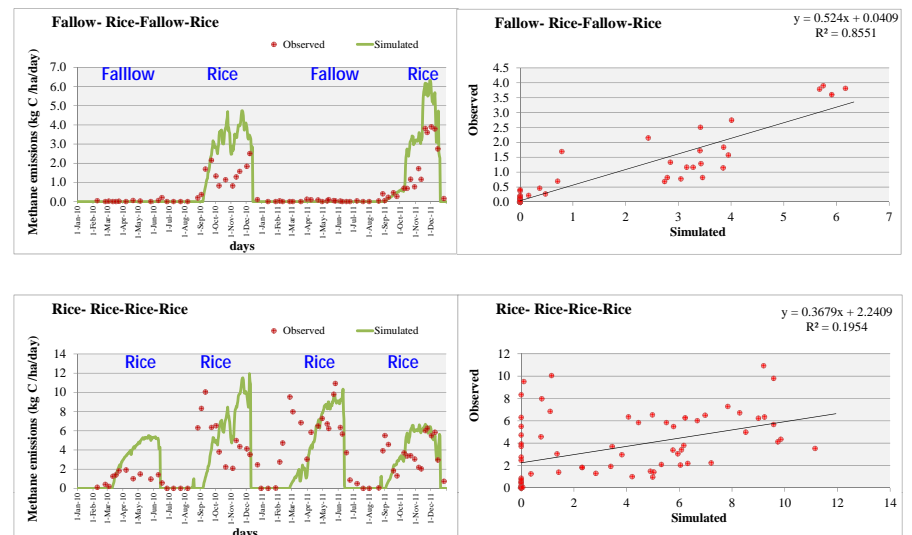 Fallow- Rice-Fallow-Rice
Observed
Simulated
Methane emissions (kg C /ha/day)
7.0
6.0
5.0
4.0
3.0
2.0
1.0
0.0
Falllow
Rice
Fallow
Rice
1-Jan-10
1-Feb-10
1-Mar-10
1-Apr-10
1-May-10
1-Jun-10
1-Jul-10
1-Aug-10
1-Sep-10
1-Oct-10
1-Nov-10
1-Dec-10
1-Jan-11
1-Feb-11
1-Mar-11
1-Apr-11
1-May-11
1-Jun-11
1-Jul-11
1-Aug-11
1-Sep-11
1-Oct-11
1-Nov-11
1-Dec-11
days
Fallow- Rice-Fallow-Rice
y = 0.524x + 0.0409
R² = 0.8551
Observed
4.5
4.0
3.5
3.0
2.5
2.0
1.5
1.0
0.5
0.0
0
1
2
3
4
5
6
7
Simulated
Rice- Rice-Rice-Rice
Observed
Simulated
Methane emissions (kg C /ha/day)
14
12
10
8
6
4
2
0
Rice
Rice
Rice
Rice
1-Jan-10
1-Feb-10
1-Mar-10
1-Apr-10
1-May-10
1-Jun-10
1-Jul-10
1-Aug-10
1-Sep-10
1-Oct-10
1-Nov-10
1-Dec-10
1-Jan-11
1-Feb-11
1-Mar-11
1-Apr-11
1-May-11
1-Jun-11
1-Jul-11
1-Aug-11
1-Sep-11
1-Oct-11
1-Nov-11
1-Dec-11
days
Rice- Rice-Rice-Rice
y = 0.3679x + 2.2409
R² = 0.1954
Observed
12
10
8
6
4
2
0
0
2
4
6
8
10
12
14
Simulated